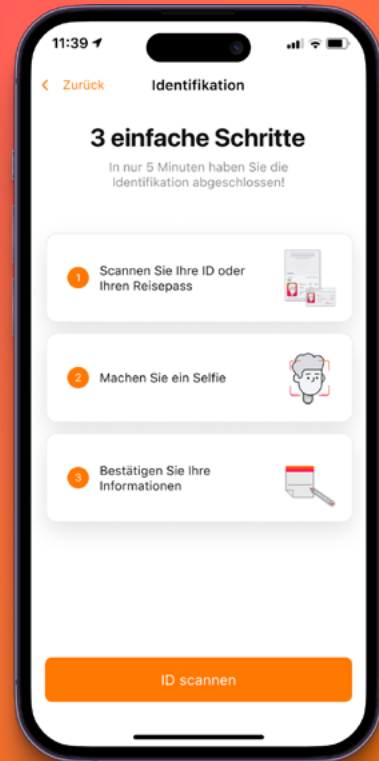 11:39
Zurück
Identifikation
3 einfache Schritte
In nur 5 Minuten haben Sie die
Identifikation abgeschlossen!
1
Scannen Sie Ihre ID oder
Ihren Reisepass
2
Machen Sie ein Selfie
3
Bestätigen Sie Ihre
Informationen
ID scannen